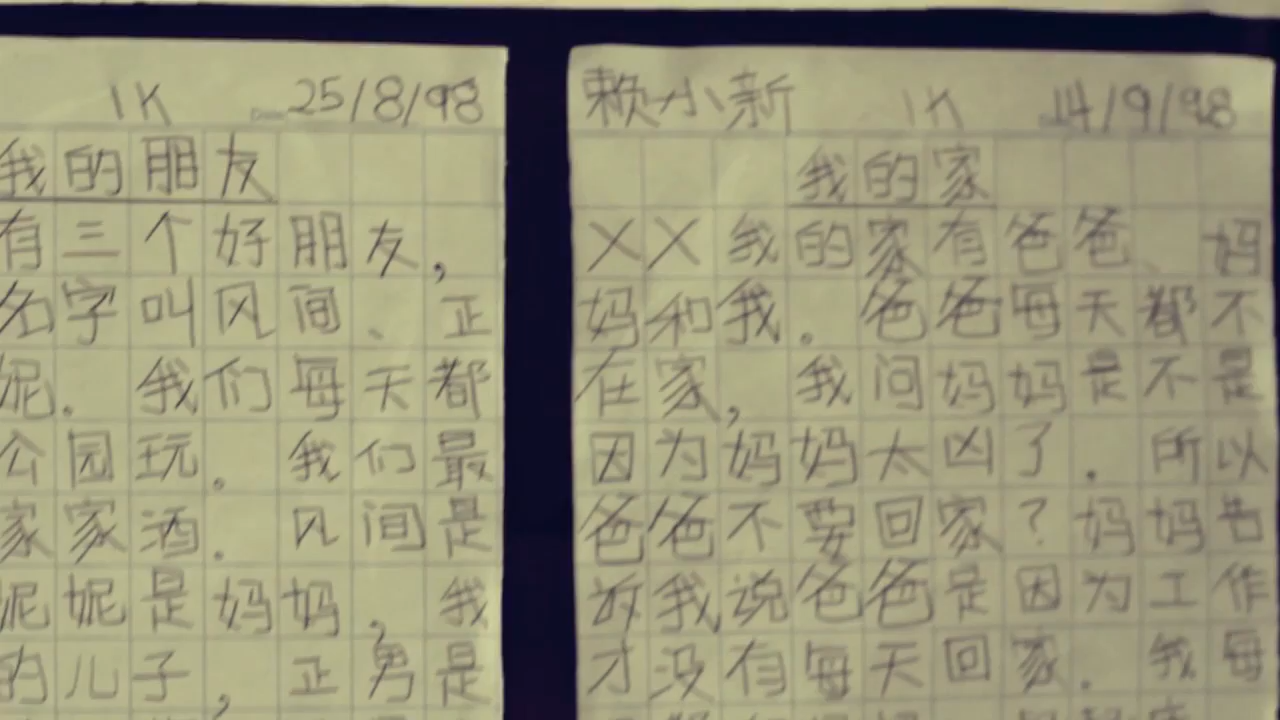 1K 25/8/98
我的朋友
有三个好朋友，
名字叫风间、正
妮。我们每天都
公园玩。我们最
家家酒。风间是
妮妮是妈妈，我
的儿子，正男是
赖小新 1K 14/9/98
我的家
XX我的家有爸爸、妈
妈和我。爸爸每天都不
在家，我问妈妈是不是
因为妈妈太凶了。所以
爸爸不要回家？妈妈告
诉我说爸爸是因为工作
才没有每天回家。我每